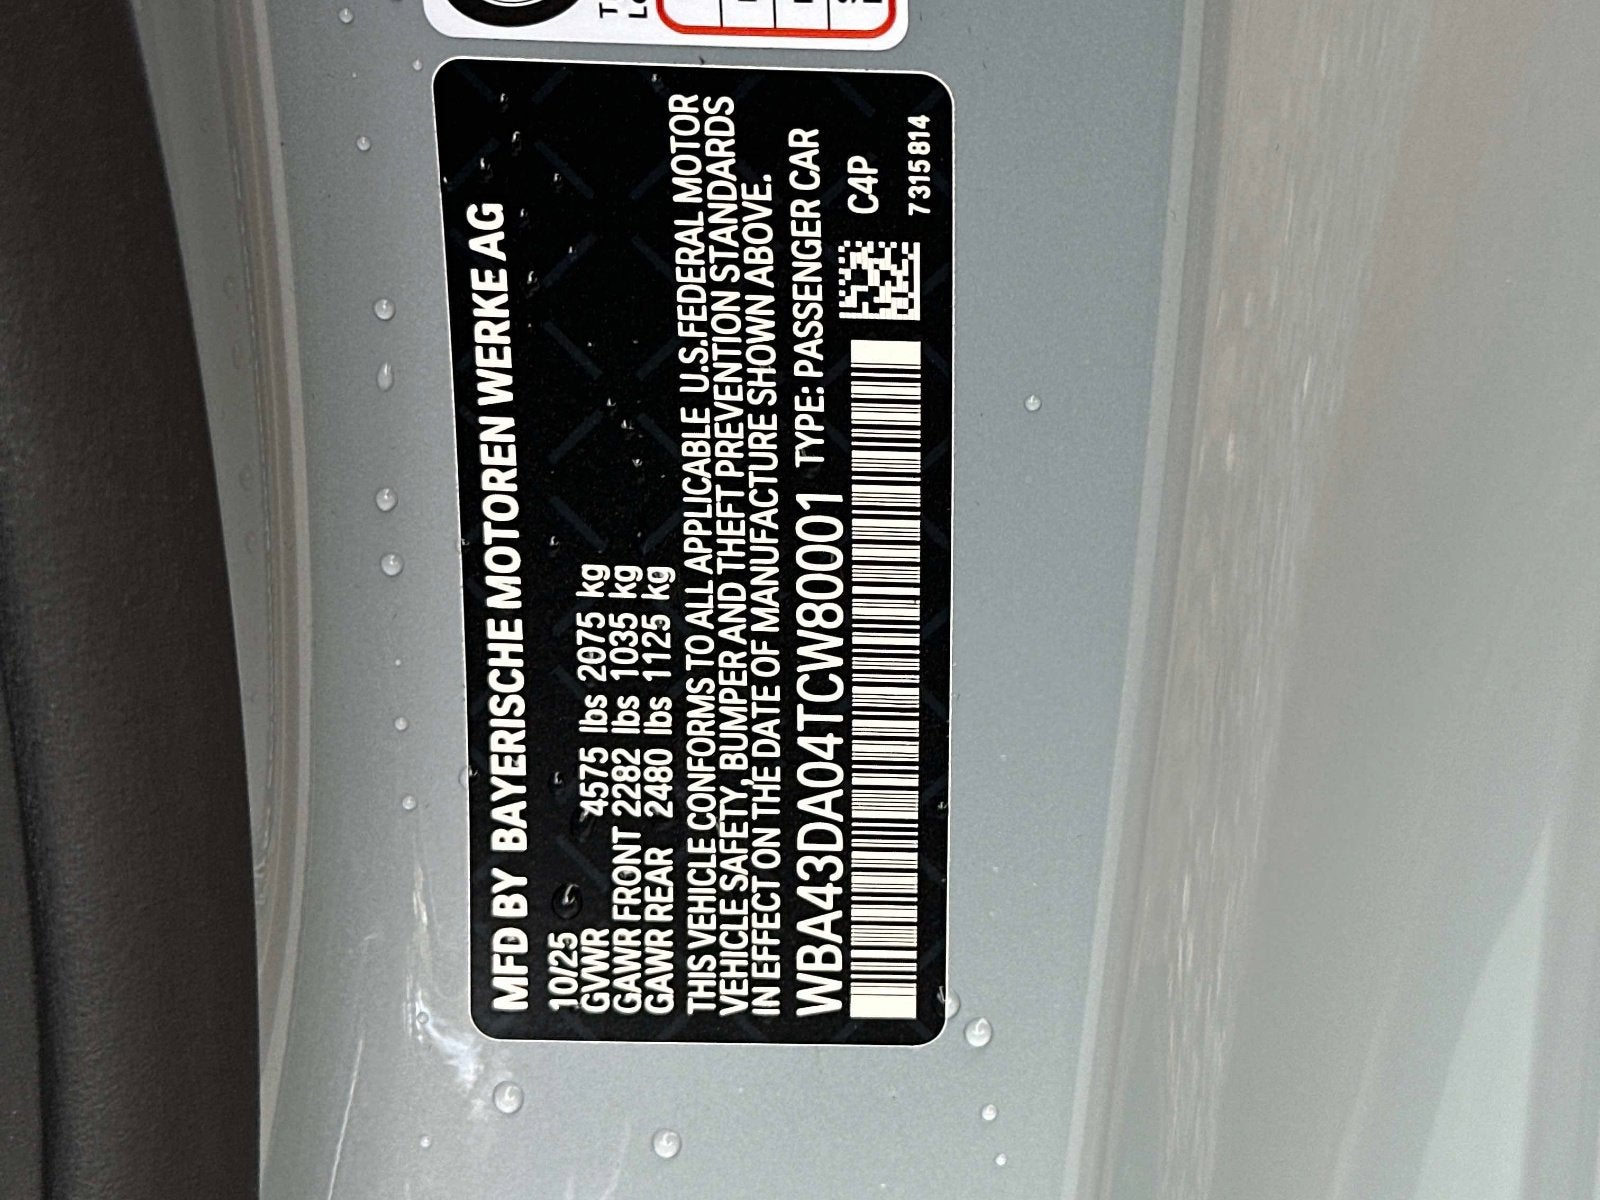 MFD BY BAYERISCHE MOTOREN WERKE AG
10/25
GVWR 4575 lbs 2075 kg
GAWR FRONT 2282 lbs 1035 kg
GAWR REAR 2480 lbs 1125 kg
THIS VEHICLE CONFORMS TO ALL APPLICABLE U.S.FEDERAL MOTOR
VEHICLE SAFETY, BUMPER AND THEFT PREVENTION STANDARDS
IN EFFECT ON THE DATE OF MANUFACTURE SHOWN ABOVE.
WBA43DA04TCW80001 TYPE: PASSENGER CAR
C4P
7315814